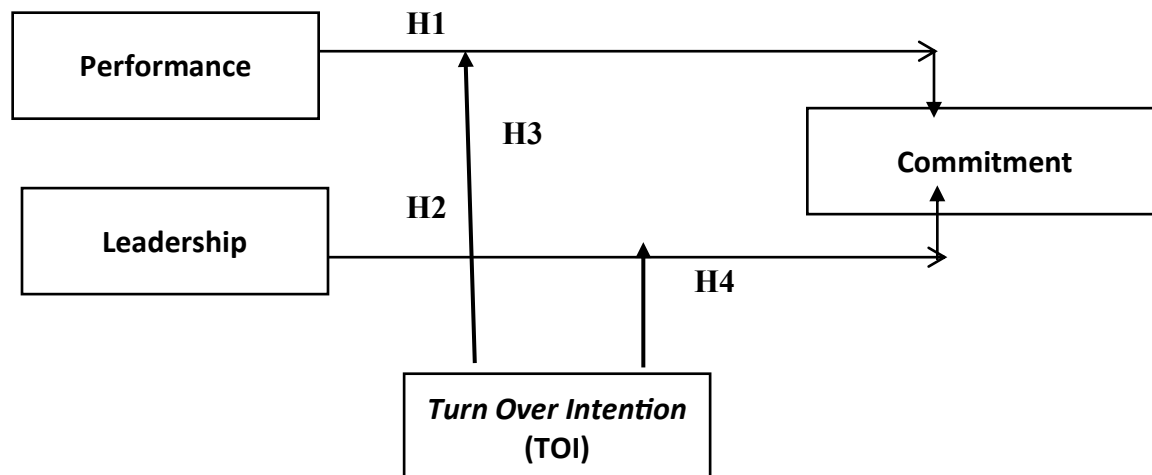 H1
Performance
H3
Commitment
H2
Leadership
H4
Turn Over Intention
(TOI)